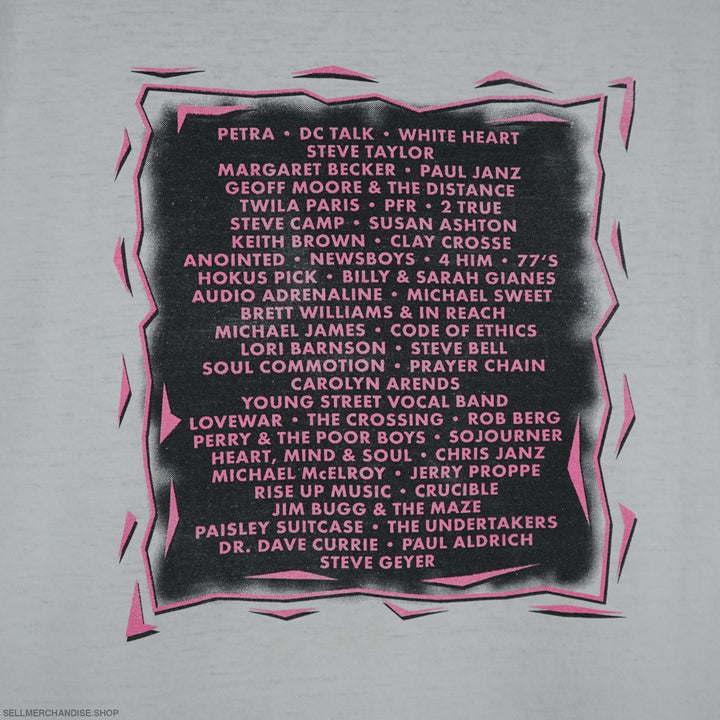 PETRA • DC TALK • WHITE HEART
STEVE TAYLOR
MARGARET BECKER • PAUL JANZ
GEOFF MOORE & THE DISTANCE
TWILA PARIS • PFR • 2 TRUE
STEVE CAMP • SUSAN ASHTON
KEITH BROWN • CLAY CROSSE
ANOINTED • NEWSBOYS • 4 HIM • 77'S
HOKUS PICK • BILLY & SARAH GIANES
AUDIO ADRENALINE • MICHAEL SWEET
BRETT WILLIAMS & IN REACH
MICHAEL JAMES • CODE OF ETHICS
LORI BARNSON • STEVE BELL
SOUL COMMOTION • PRAYER CHAIN
CAROLYN ARENDS
YOUNG STREET VOCAL BAND
LOVEWAR • THE CROSSING • ROB BERG
PERRY & THE POOR BOYS • SOJOURNER
HEART, MIND & SOUL • CHRIS JANZ
MICHAEL McELROY • JERRY PROPPE
RISE UP MUSIC • CRUCIBLE
JIM BUGG & THE MAZE
PAISLEY SUITCASE • THE UNDERTAKERS
DR. DAVE CURRIE • PAUL ALDRICH
STEVE GEYER
SELLMERCHANDISE.SHOP